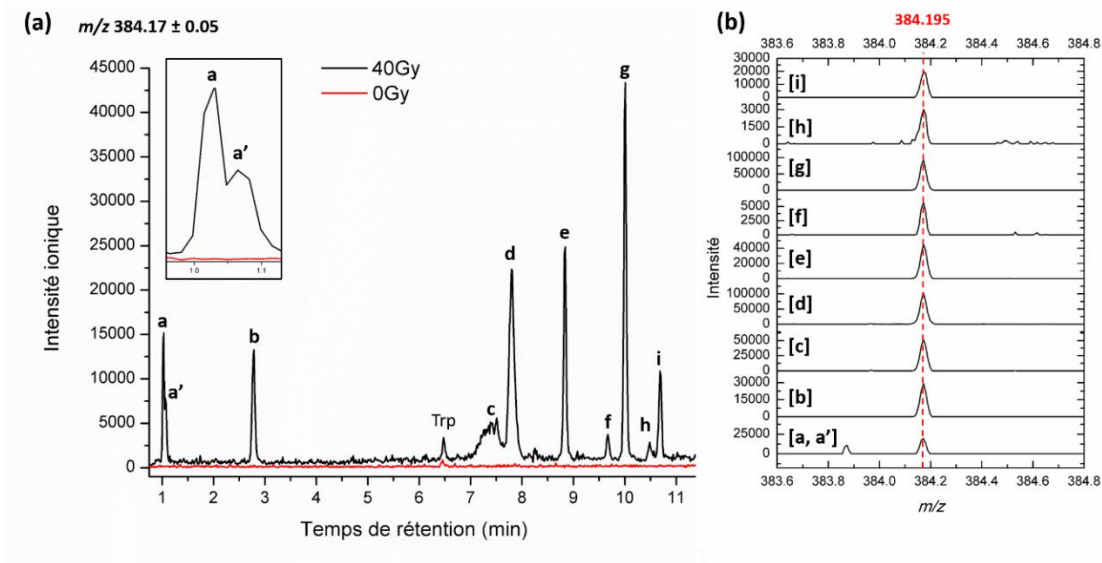 (a) m/z 384.17 ± 0.05
45000
40000
35000
30000
25000
20000
15000
10000
5000
0
Intensité ionique
a
a’
1.0 1.1
40Gy
0Gy
a
a’
b
Trp
c
d
e
f
g
h
i
1 2 3 4 5 6 7 8 9 10 11
Temps de rétention (min)
(b)
384.195
383.6 384.0 384.2 384.4 384.6 384.8
30000
20000
10000
0
[i]
3000
1500
0
[h]
100000
50000
0
[g]
5000
2500
0
[f]
40000
20000
0
[e]
100000
50000
0
[d]
50000
25000
0
[c]
30000
15000
0
[b]
25000
0
[a, a’]
Intensité
383.6 383.8 384.0 384.2 384.4 384.6 384.8
m/z